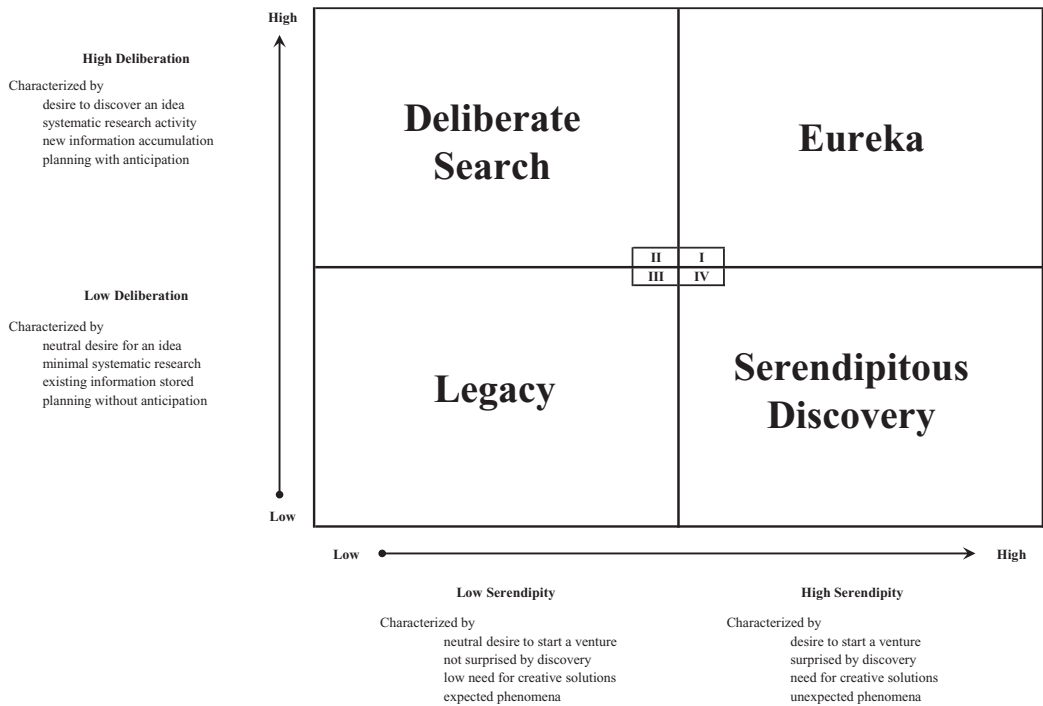 High
High Deliberation
Characterized by
desire to discover an idea
systematic research activity
new information accumulation
planning with anticipation
Deliberate
Search
Eureka
II
I
III
IV
Low Deliberation
Characterized by
neutral desire for an idea
minimal systematic research
existing information stored
planning without anticipation
Legacy
Serendipitous
Discovery
Low
Low
High
Low Serendipity
Characterized by
neutral desire to start a venture
not surprised by discovery
low need for creative solutions
expected phenomena
High Serendipity
Characterized by
desire to start a venture
surprised by discovery
need for creative solutions
unexpected phenomena